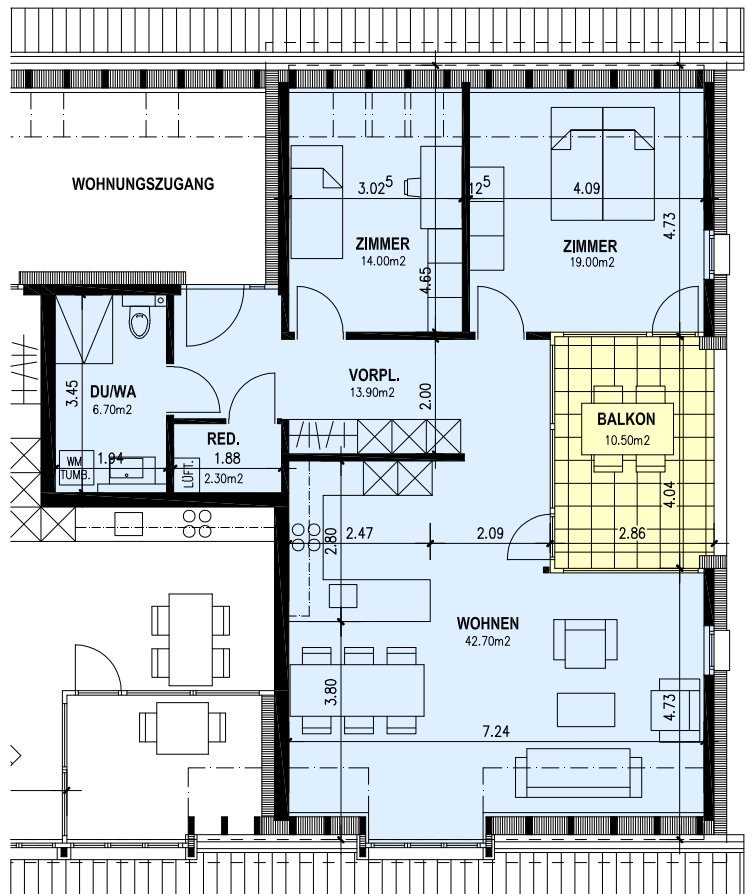 WOHNUNGSZUGANG
3.02⁵
12⁵
4.09
ZIMMER
14.00m2
4.65
ZIMMER
19.00m2
4.73
DU/WA
6.70m2
3.45
1.94
WM
TUMB.
VORPL.
13.90m2
2.00
RED.
1.88
2.30m2
LÜFT.
BALKON
10.50m2
4.04
2.86
2.47
2.80
2.09
WOHNEN
42.70m2
3.80
7.24
4.73